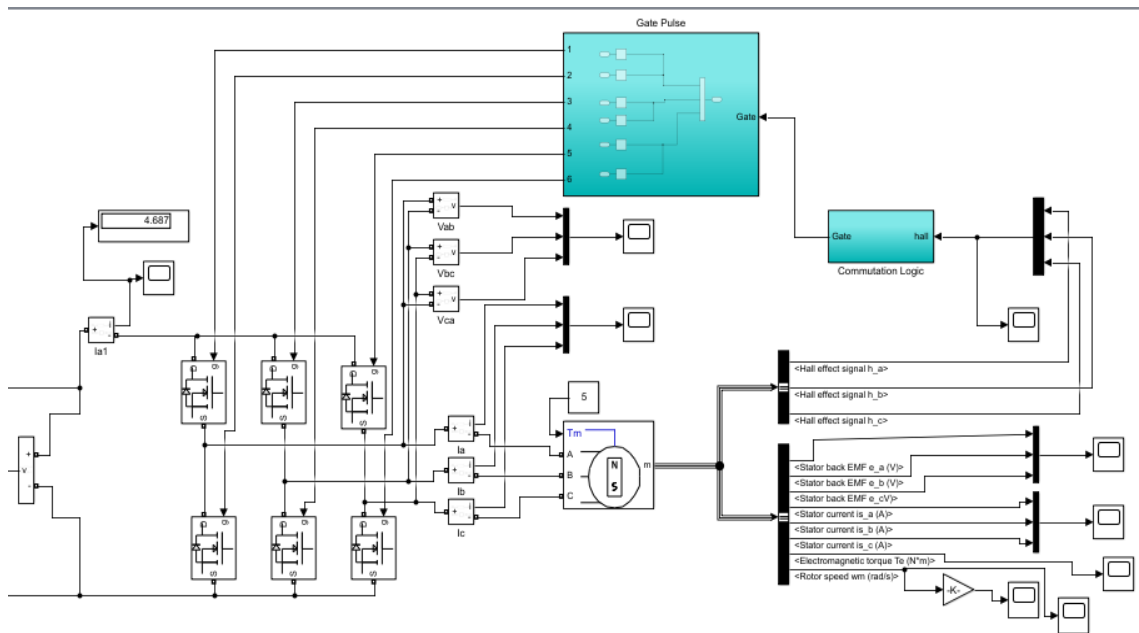 Gate Pulse
1
2
3
4
5
6
Gate
4.687
+
-
v
Vab
+
-
v
Vbc
+
-
v
Vca
Gate
hall
Commutation Logic
+
i
-
Ia1
g
D
S
g
D
S
g
D
S
5
<Hall effect signal h_a>
<Hall effect signal h_b>
<Hall effect signal h_c>
+
v
-
+
i
-
Ia
+
i
-
Ib
+
i
-
Ic
Tm
A
B
C
N
S
m
<Stator back EMF e_a (V)>
<Stator back EMF e_b (V)>
<Stator back EMF e_cV)>
<Stator current is_a (A)>
<Stator current is_b (A)>
<Stator current is_c (A)>
<Electromagnetic torque Te (N*m)>
<Rotor speed wm (rad/s)>
-K-
g
D
S
g
D
S
g
D
S